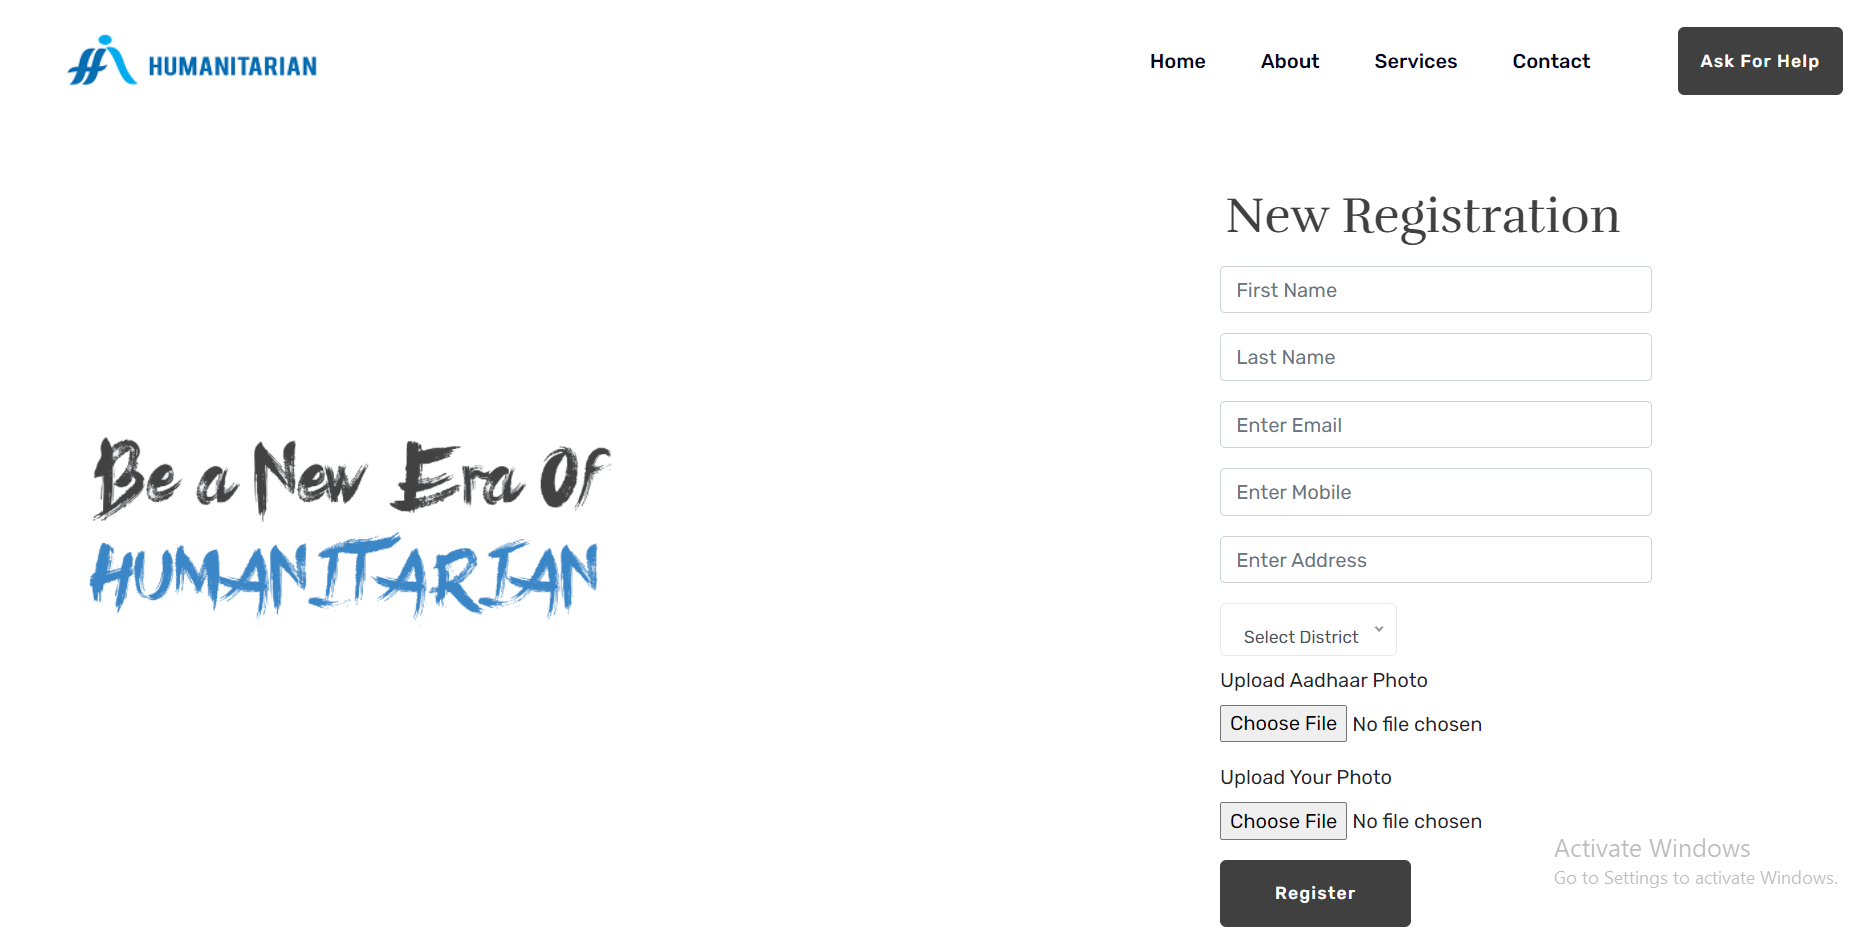 HUMANITARIAN
Home About Services Contact Ask For Help
New Registration
First Name
Last Name
Enter Email
Enter Mobile
Enter Address
Be a New Era Of
HUMANITARIAN
Select District
Upload Aadhaar Photo
Choose File No file chosen
Upload Your Photo
Choose File No file chosen
Register
Activate Windows
Go to Settings to activate Windows.